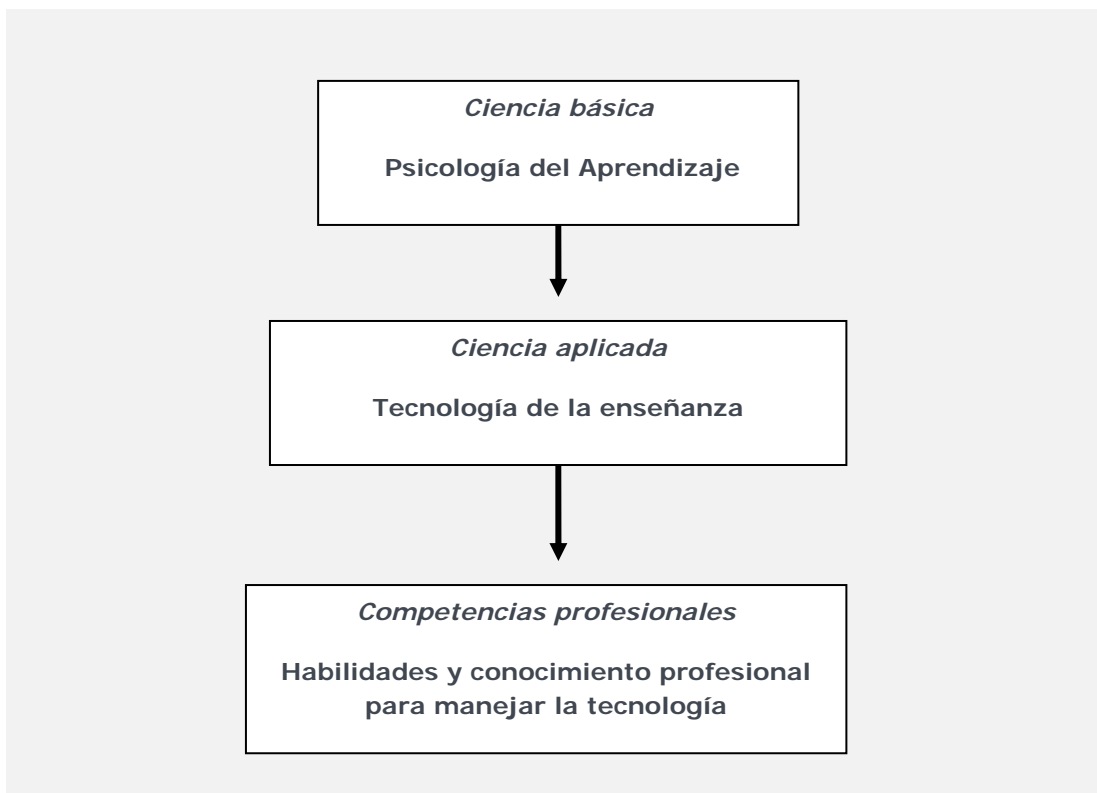 Ciencia básica
Psicología del Aprendizaje
Ciencia aplicada
Tecnología de la enseñanza
Competencias profesionales
Habilidades y conocimiento profesional
para manejar la tecnología